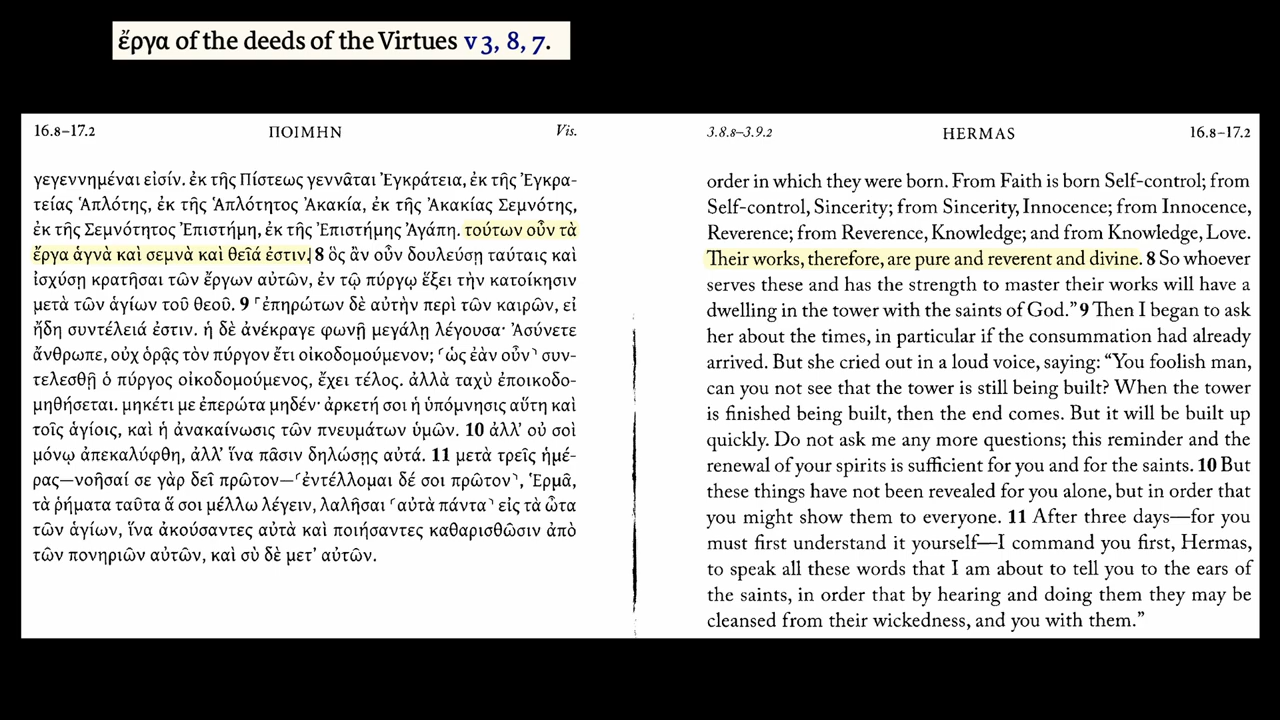 ἔργα of the deeds of the Virtues v 3, 8, 7.
16.8–17.2 ΠΟΙΜΗΝ Vis.
γεγεννημέναι εἰσίν. ἐκ τῆς Πίστεως γεννᾶται Ἐγκράτεια, ἐκ τῆς Ἐγκρα-
τείας Ἁπλότης, ἐκ τῆς Ἁπλότητος Ἀκακία, ἐκ τῆς Ἀκακίας Σεμνότης,
ἐκ τῆς Σεμνότητος Ἐπιστήμη, ἐκ τῆς Ἐπιστήμης Ἀγάπη. τούτων οὖν τὰ
ἔργα ἁγνὰ καὶ σεμνὰ καὶ θεῖά ἐστιν. 8 ὃς ἂν οὖν δουλεύσῃ ταύταις καὶ
ἰσχύσῃ κρατῆσαι τῶν ἔργων αὐτῶν, ἐν τῷ πύργῳ ἕξει τὴν κατοίκησιν
μετὰ τῶν ἁγίων τοῦ θεοῦ. 9 ⸢ἐπηρώτων δὲ αὐτὴν περὶ τῶν καιρῶν, εἰ
ἤδη συντέλειά ἐστιν. ἡ δὲ ἀνέκραγε φωνῇ μεγάλῃ λέγουσα· Ἀσύνετε
ἄνθρωπε, οὐχ ὁρᾷς τὸν πύργον ἔτι οἰκοδομούμενον; ⸢ὡς ἐὰν οὖν⸣ συν-
τελεσθῇ ὁ πύργος οἰκοδομούμενος, ἔχει τέλος. ἀλλὰ ταχὺ ἐποικοδο-
μηθήσεται. μηκέτι με ἐπερώτα μηδέν· ἀρκετή σοι ἡ ὑπόμνησις αὕτη καὶ
τοῖς ἁγίοις, καὶ ἡ ἀνακαίνωσις τῶν πνευμάτων ὑμῶν. 10 ἀλλ’ οὐ σοὶ
μόνῳ ἀπεκαλύφθη, ἀλλ’ ἵνα πᾶσιν δηλώσῃς αὐτά. 11 μετὰ τρεῖς ἡμέ-
ρας—νοῆσαί σε γὰρ δεῖ πρῶτον—⸢ἐντέλλομαι δέ σοι πρῶτον⸣, Ἑρμᾶ,
τὰ ῥήματα ταῦτα ἅ σοι μέλλω λέγειν, λαλῆσαι ⸢αὐτὰ πάντα⸣ εἰς τὰ ὦτα
τῶν ἁγίων, ἵνα ἀκούσαντες αὐτὰ καὶ ποιήσαντες καθαρισθῶσιν ἀπὸ
τῶν πονηριῶν αὐτῶν, καὶ σὺ δὲ μετ’ αὐτῶν.
3.8.8–3.9.2 HERMAS 16.8–17.2
order in which they were born. From Faith is born Self-control; from
Self-control, Sincerity; from Sincerity, Innocence; from Innocence,
Reverence; from Reverence, Knowledge; and from Knowledge, Love.
Their works, therefore, are pure and reverent and divine. 8 So whoever
serves these and has the strength to master their works will have a
dwelling in the tower with the saints of God.” 9 Then I began to ask
her about the times, in particular if the consummation had already
arrived. But she cried out in a loud voice, saying: “You foolish man,
can you not see that the tower is still being built? When the tower
is finished being built, then the end comes. But it will be built up
quickly. Do not ask me any more questions; this reminder and the
renewal of your spirits is sufficient for you and for the saints. 10 But
these things have not been revealed for you alone, but in order that
you might show them to everyone. 11 After three days—for you
must first understand it yourself—I command you first, Hermas,
to speak all these words that I am about to tell you to the ears of
the saints, in order that by hearing and doing them they may be
cleansed from their wickedness, and you with them.”